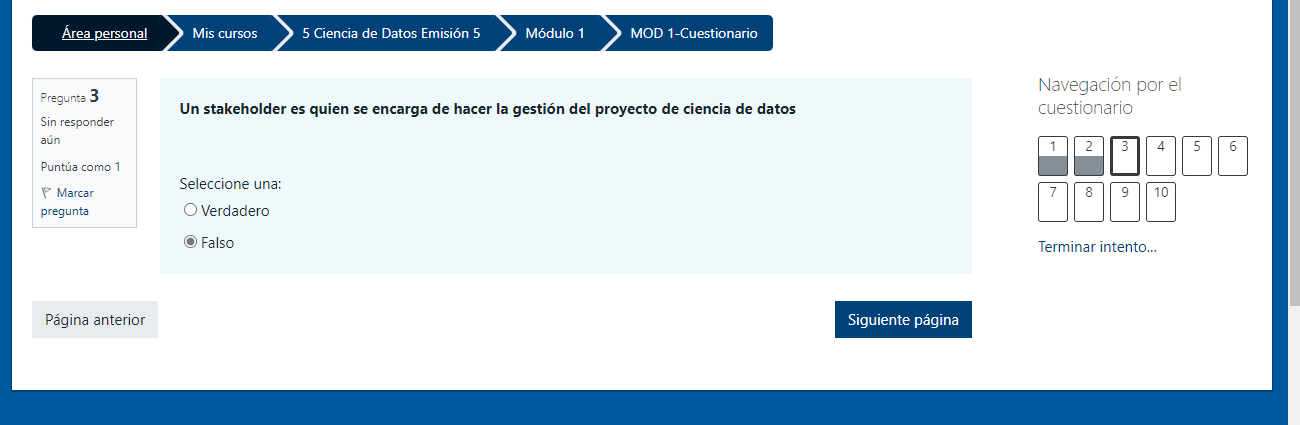 Área personal
Mis cursos
5 Ciencia de Datos Emisión 5
Módulo 1
MOD 1-Cuestionario
Pregunta 3
Sin responder
aún
Puntúa como 1
Marcar
pregunta
Un stakeholder es quien se encarga de hacer la gestión del proyecto de ciencia de datos
Seleccione una:
Verdadero
Falso
Página anterior
Siguiente página
Navegación por el
cuestionario
1 2 3 4 5 6
7 8 9 10
Terminar intento...